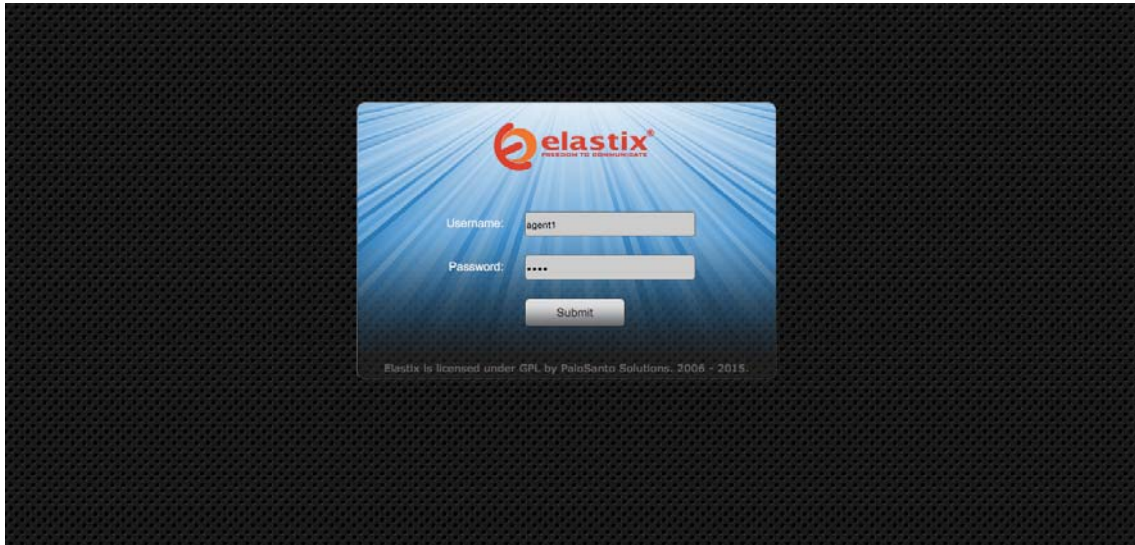 elastix®
FREEDOM TO COMMUNICATE
Username: agent1
Password: ••••
Submit
Elastix is licensed under GPL by PaloSanto Solutions. 2006 - 2015.